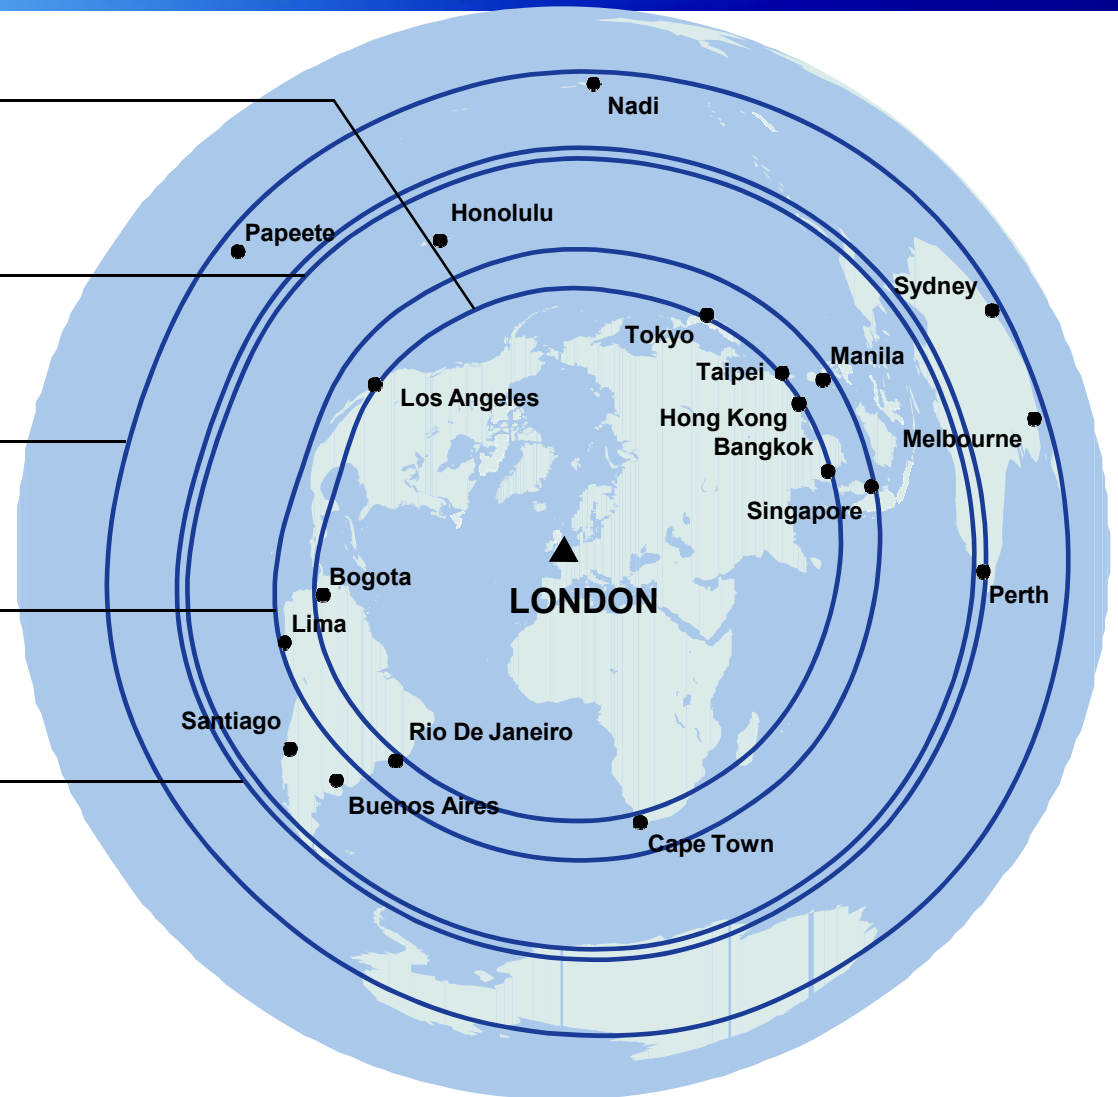 Nadi
Honolulu
Papeete
Sydney
Tokyo
Manila
Taipei
Los Angeles
Hong Kong
Melbourne
Bangkok
Singapore
Bogota
Perth
LONDON
Lima
Santiago
Rio De Janeiro
Buenos Aires
Cape Town